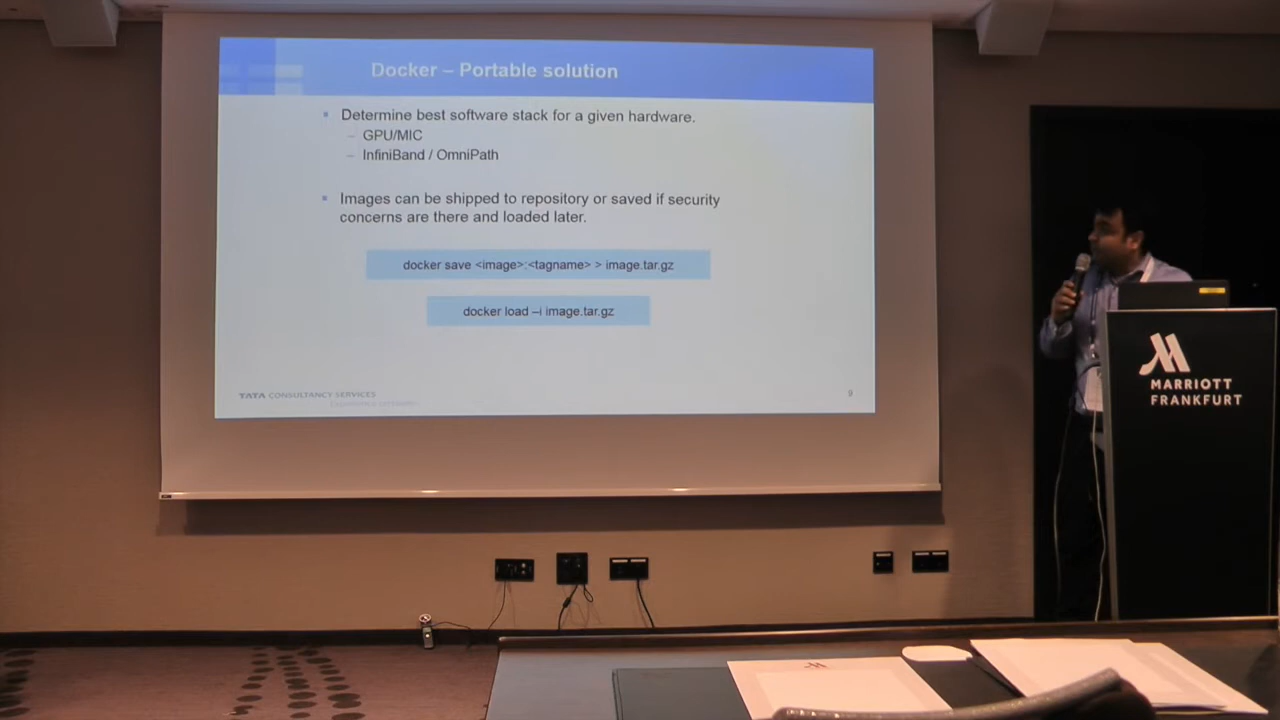 Docker – Portable solution
Determine best software stack for a given hardware.
– GPU/MIC
– InfiniBand / OmniPath
Images can be shipped to repository or saved if security
concerns are there and loaded later.
docker save <image>:<tagname> > image.tar.gz
docker load –i image.tar.gz
TATA CONSULTANCY SERVICES
9
MARRIOTT
FRANKFURT